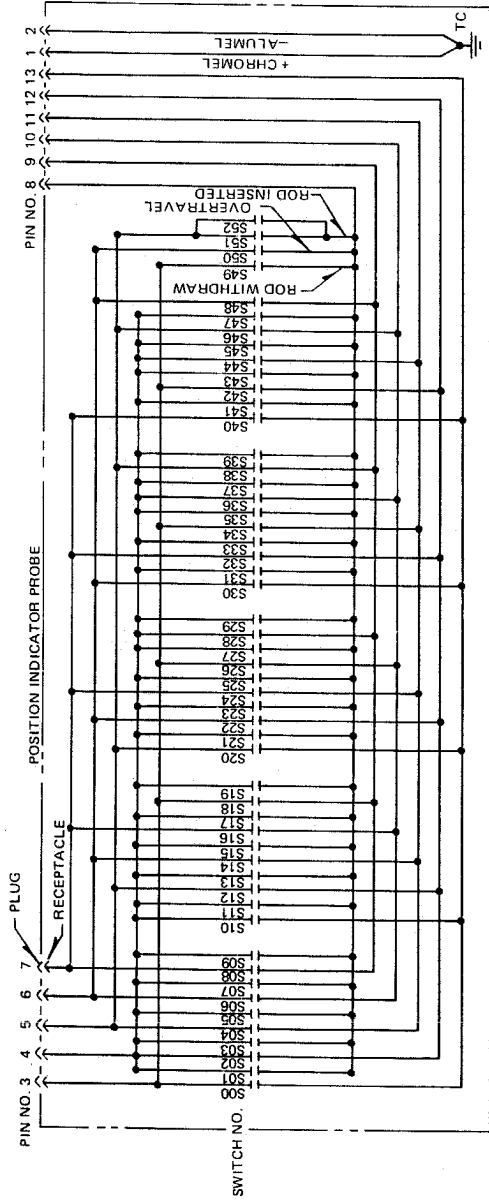 PLUG
POSITION INDICATOR PROBE
PIN NO. 3 4 5 6 7
RECEPTACLE
PIN NO. 8 9 10 11 12 13 1 2
SWITCH NO.
S00
S01
S02
S03
S04
S05
S06
S07
S08
S09
S10
S11
S12
S13
S14
S15
S16
S17
S18
S19
S20
S21
S22
S23
S24
S25
S26
S27
S28
S29
S30
S31
S32
S33
S34
S35
S36
S37
S38
S39
S40
S41
S42
S43
S44
S45
S46
S47
S48
S49
S50
S51
S52
ROD WITHDRAW
OVERTRAVEL
ROD INSERTED
+ CHROMEL
–ALUMEL
TC